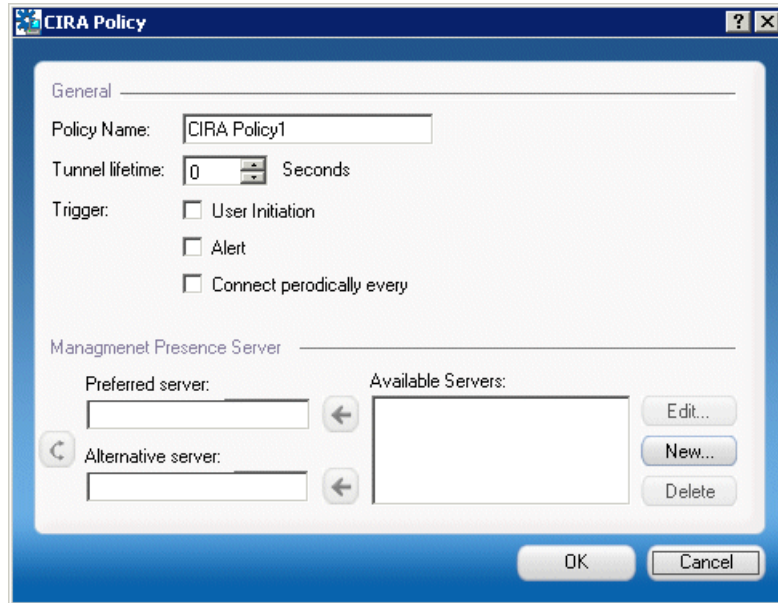 CIRA Policy
General
Policy Name: CIRA Policy1
Tunnel lifetime: 0 Seconds
Trigger: User Initiation
Alert
Connect perodically every
Managmenet Presence Server
Preferred server:
Available Servers:
Edit...
Alternative server:
New...
Delete
OK Cancel